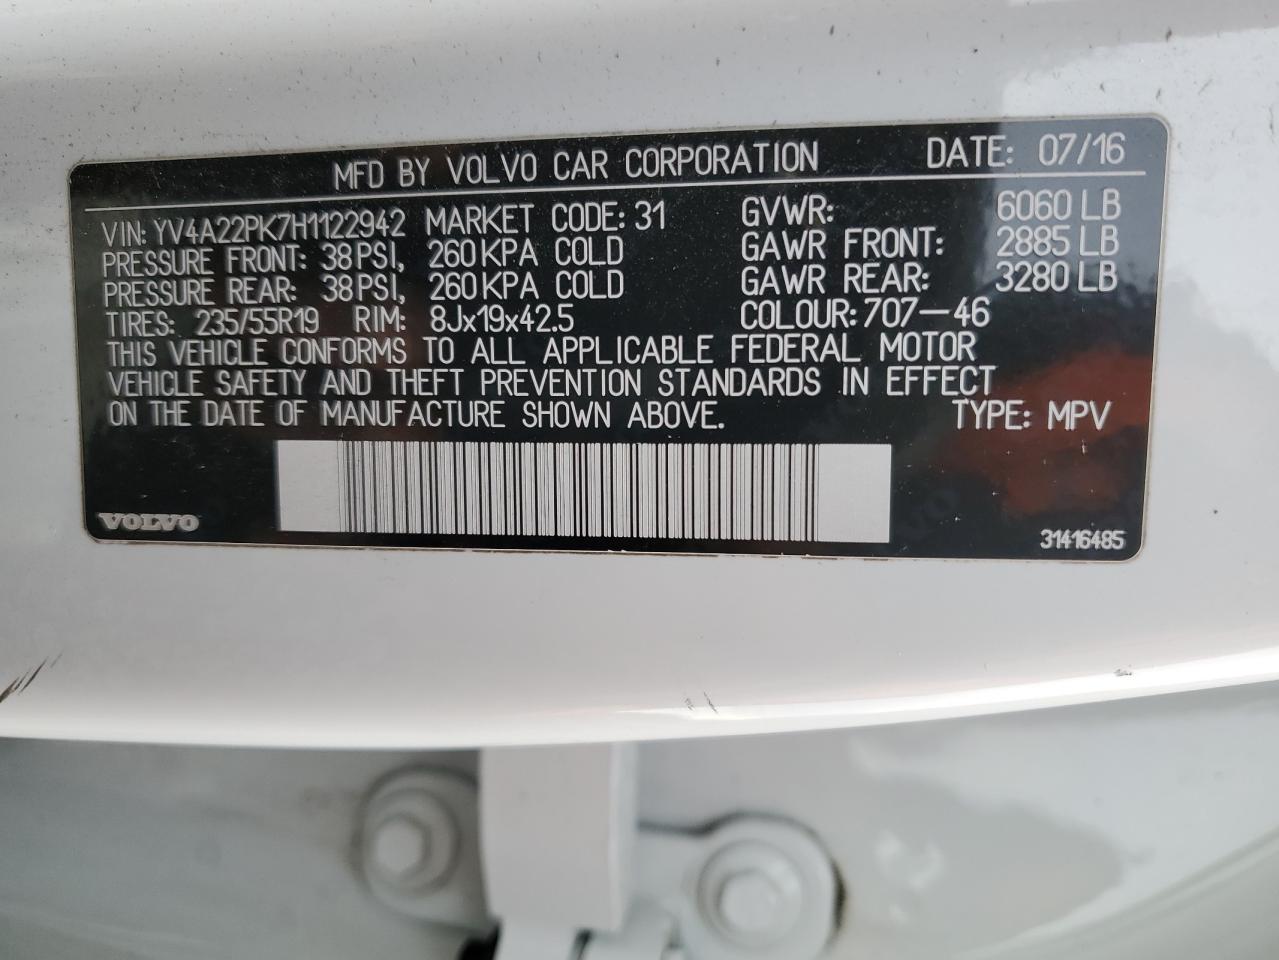 MFD BY VOLVO CAR CORPORATION DATE: 07/16
VIN: YV4A22PK7H1122942 MARKET CODE: 31 GVWR: 6060 LB
PRESSURE FRONT: 38 PSI, 260 KPA COLD GAWR FRONT: 2885 LB
PRESSURE REAR: 38 PSI, 260 KPA COLD GAWR REAR: 3280 LB
TIRES: 235/55R19 RIM: 8Jx19x42.5 COLOUR: 707-46
THIS VEHICLE CONFORMS TO ALL APPLICABLE FEDERAL MOTOR
VEHICLE SAFETY AND THEFT PREVENTION STANDARDS IN EFFECT
ON THE DATE OF MANUFACTURE SHOWN ABOVE. TYPE: MPV
VOLVO 31416485